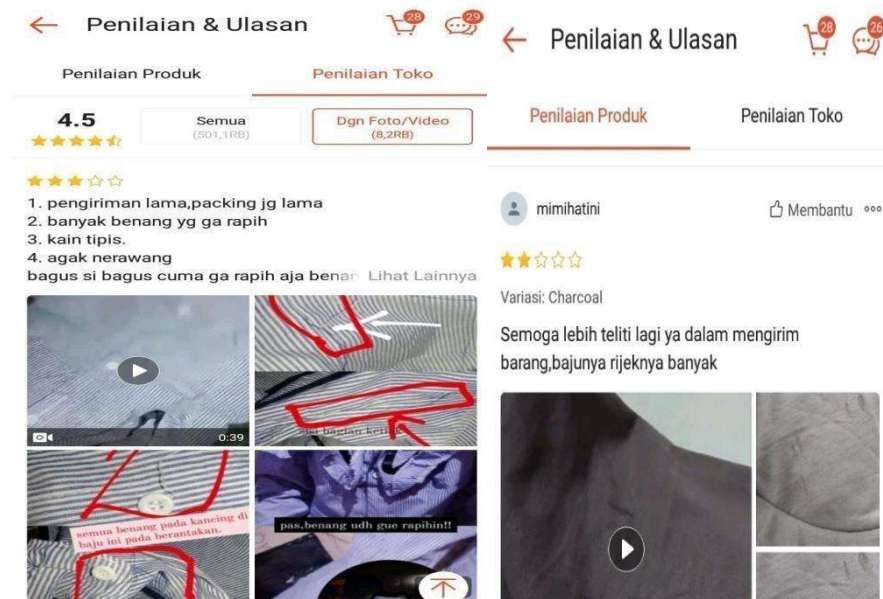 Penilaian & Ulasan
28
29
Penilaian Produk
Penilaian Toko
4.5
Semua
(501,1RB)
Dgn Foto/Video
(8,2RB)
1. pengiriman lama,packing jg lama
2. banyak benang yg ga rapih
3. kain tipis.
4. agak nerawang
bagus si bagus cuma ga rapih aja benan Lihat Lainnya
0:39
bagian
semua benang pada kancing di
baju ini pada berantakan.
pas,benang udh gue rapihin!!
Penilaian & Ulasan
28
26
Penilaian Produk
Penilaian Toko
mimihatini
Membantu
Variasi: Charcoal
Semoga lebih teliti lagi ya dalam mengirim
barang,bajunya rijeknya banyak